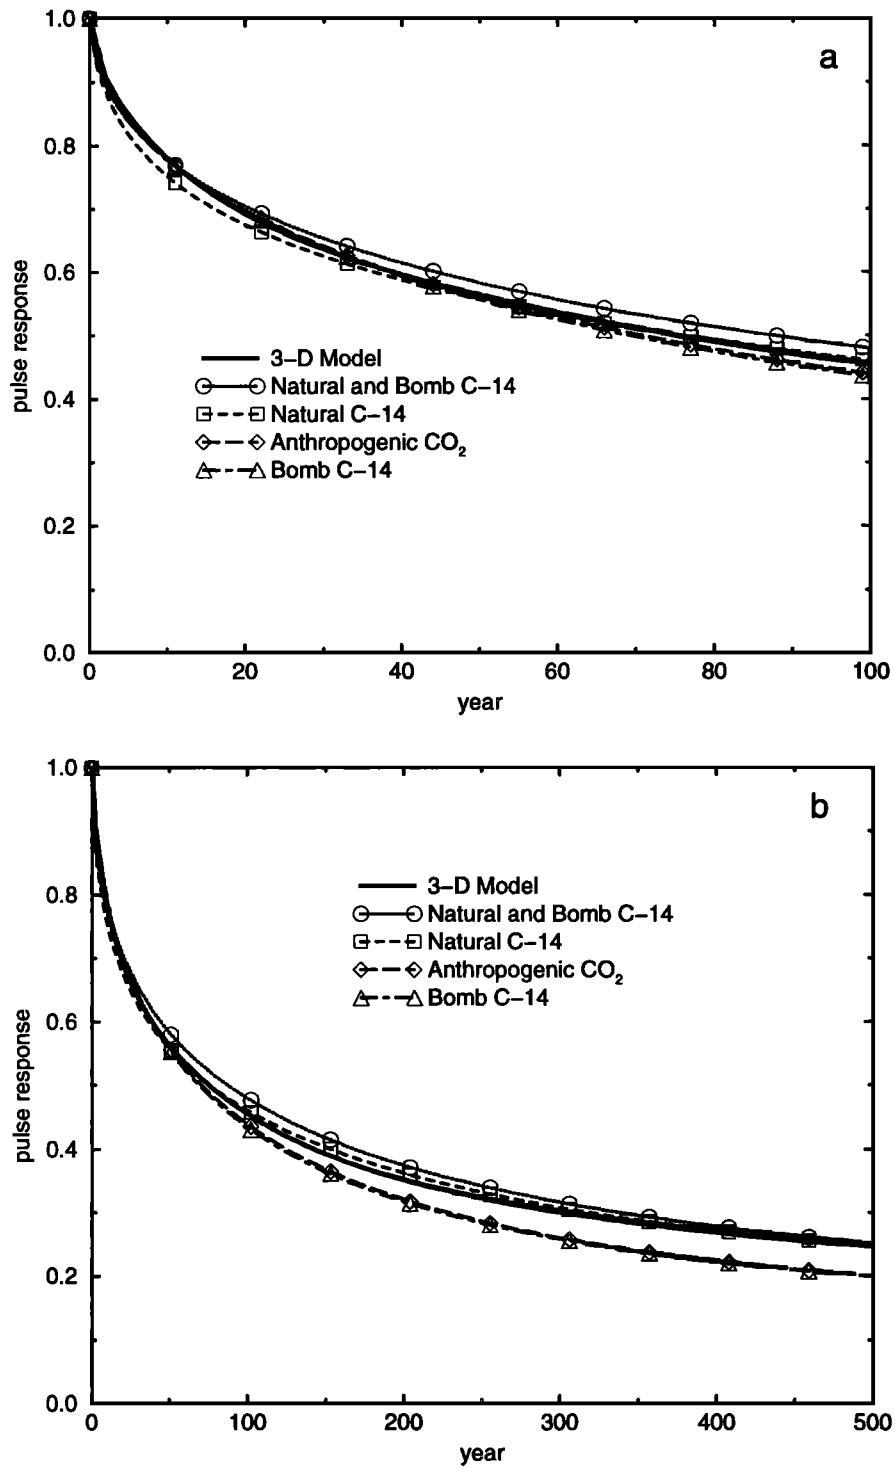 a
1.0
0.8
0.6
0.4
0.2
0.0
pulse response
3-D Model
Natural and Bomb C-14
Natural C-14
Anthropogenic CO₂
Bomb C-14
0 20 40 60 80 100
year
b
1.0
0.8
0.6
0.4
0.2
0.0
pulse response
3-D Model
Natural and Bomb C-14
Natural C-14
Anthropogenic CO₂
Bomb C-14
0 100 200 300 400 500
year